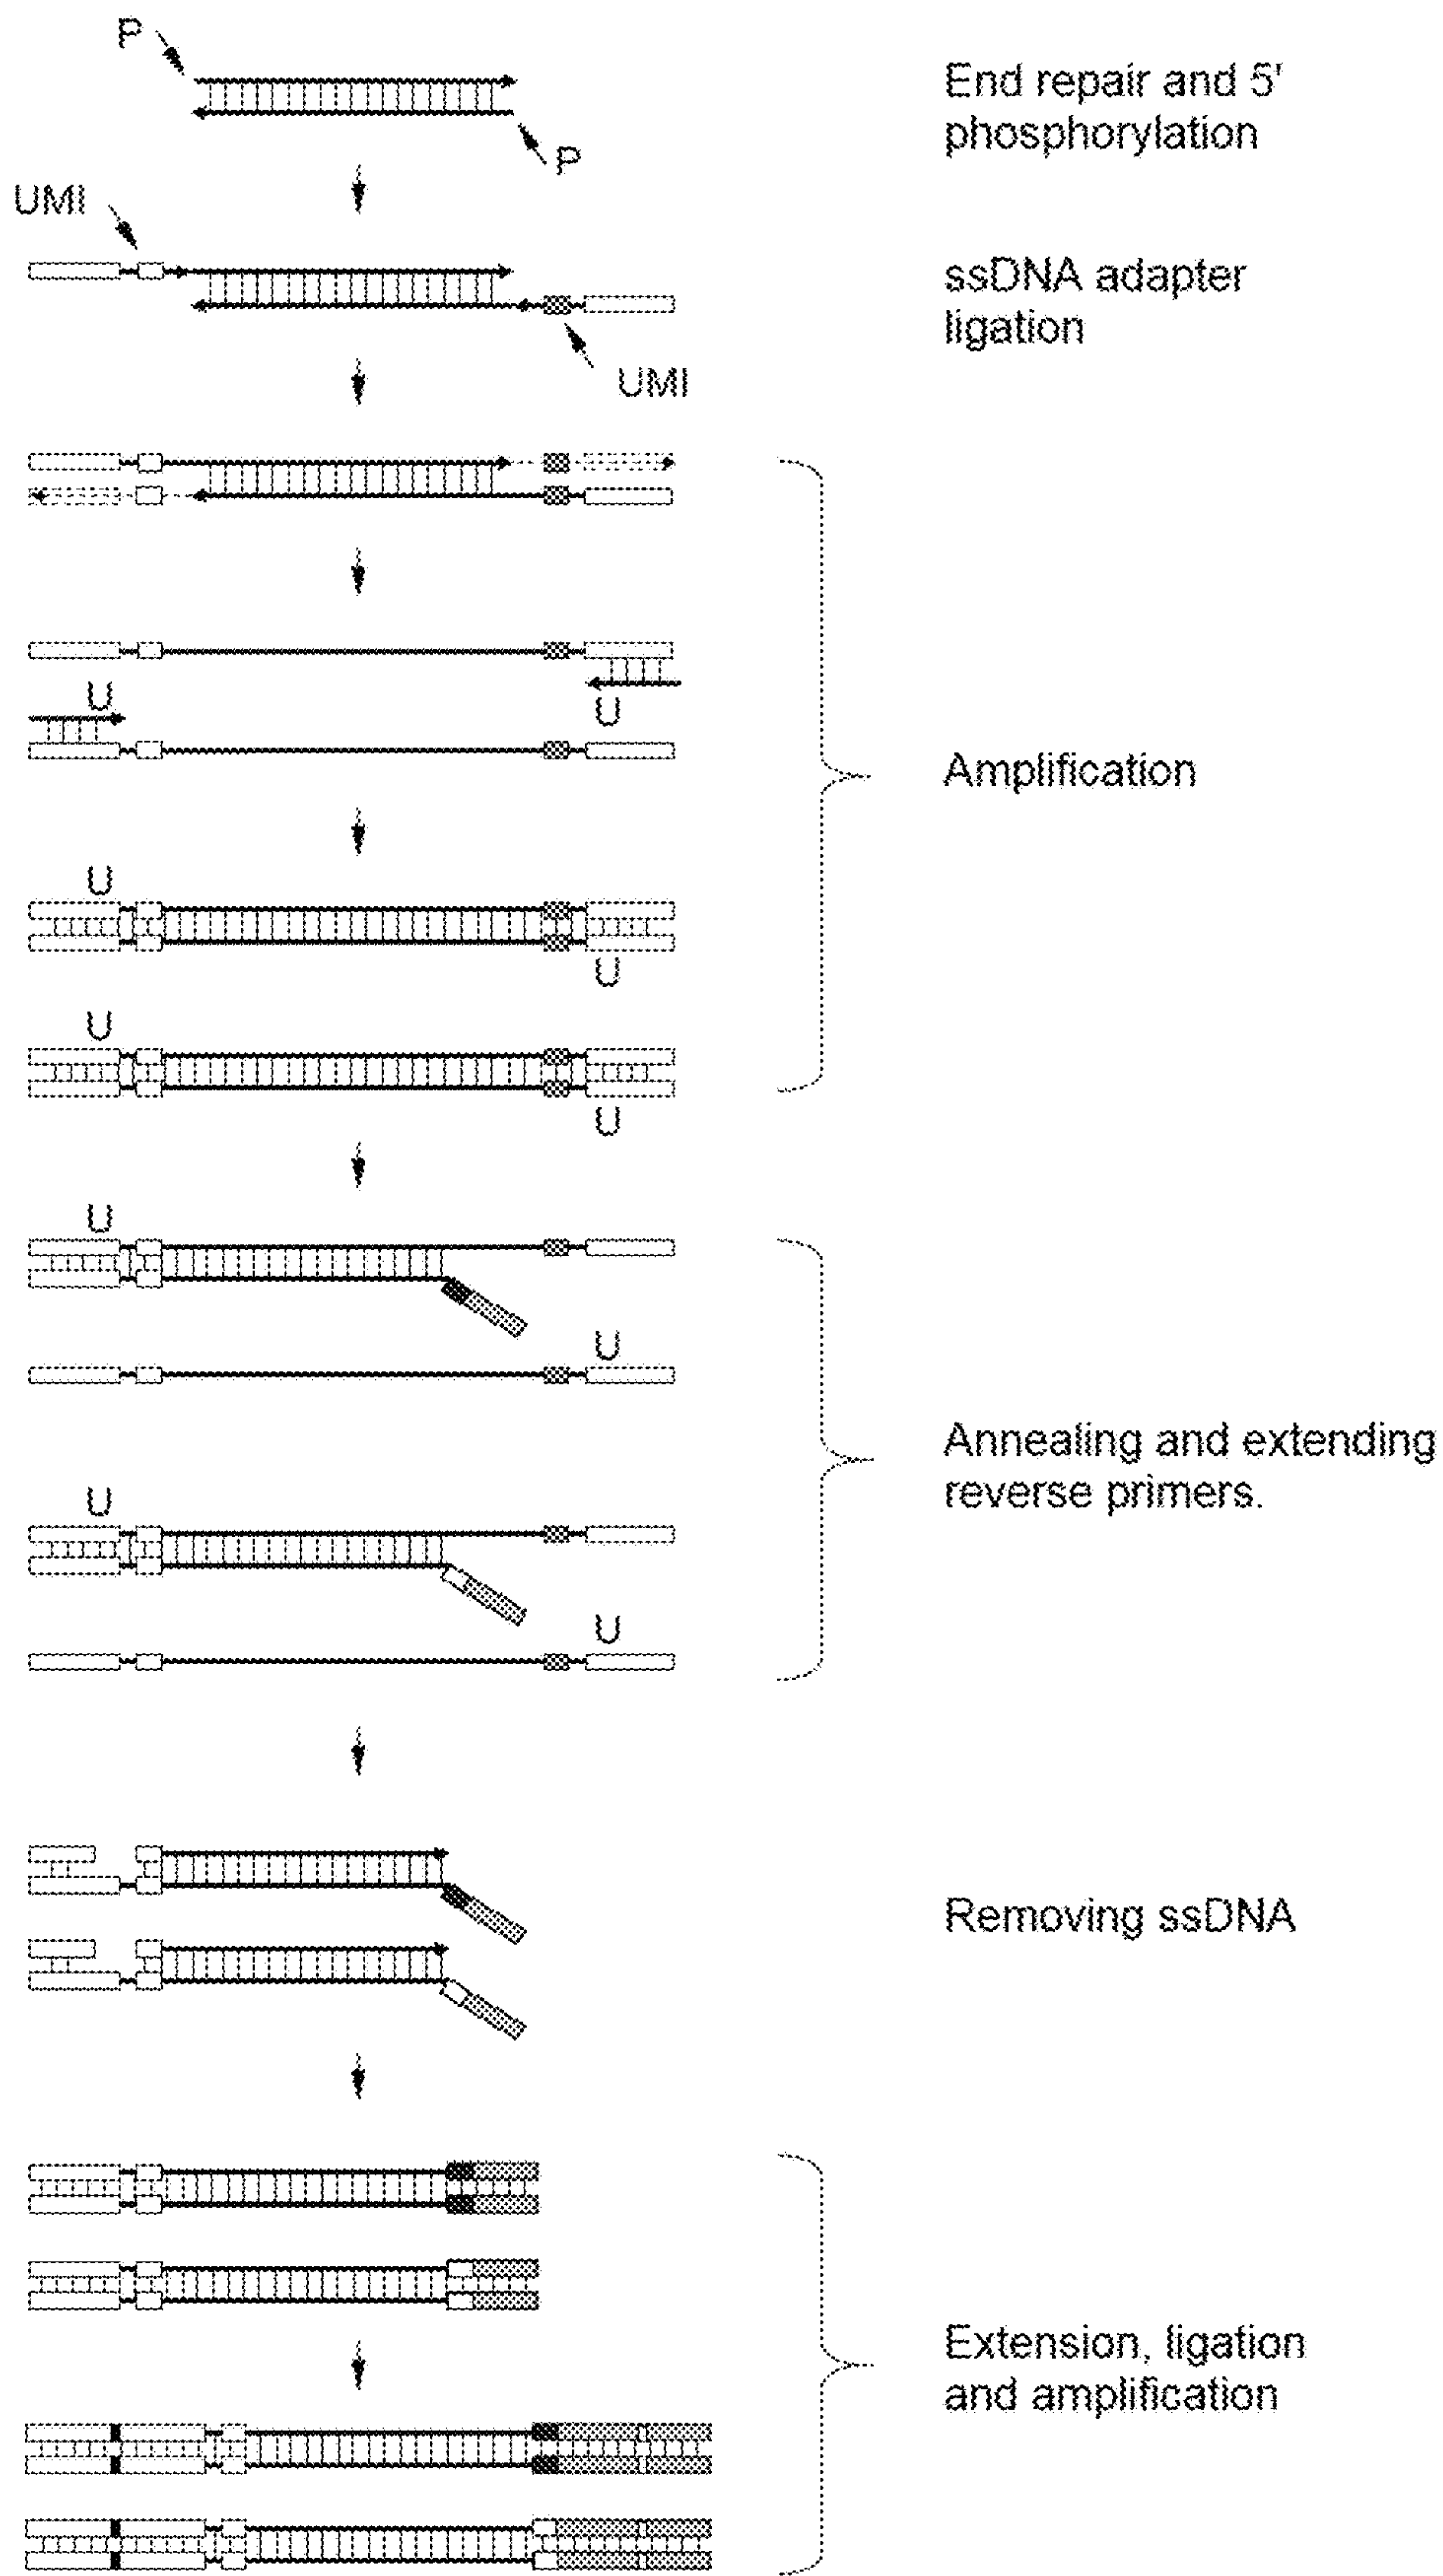 P
End repair and 5'
phosphorylation
P
UMI
ssDNA adapter
ligation
UMI
U
U
Amplification
U
U
U
U
U
U
Annealing and extending
reverse primers.
U
U
Removing ssDNA
Extension, ligation
and amplification